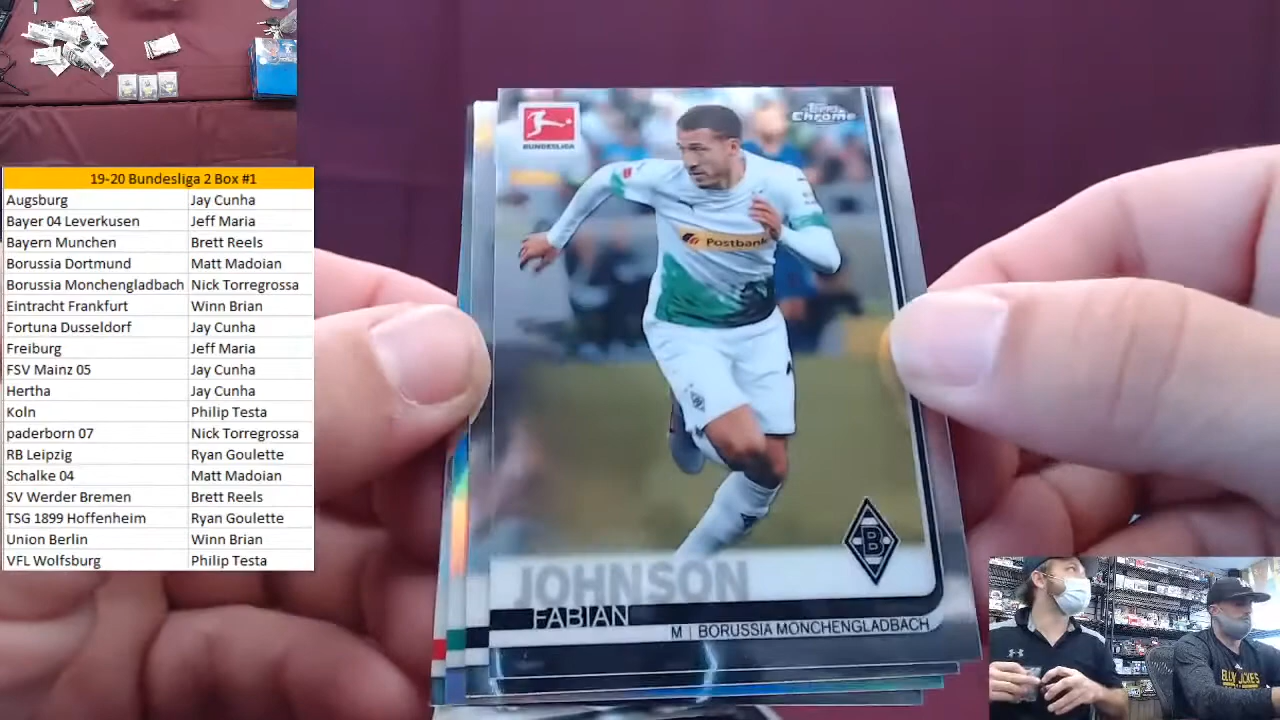 19-20 Bundesliga 2 Box #1
Augsburg Jay Cunha
Bayer 04 Leverkusen Jeff Maria
Bayern Munchen Brett Reels
Borussia Dortmund Matt Madoian
Borussia Monchengladbach Nick Torregrossa
Eintracht Frankfurt Winn Brian
Fortuna Dusseldorf Jay Cunha
Freiburg Jeff Maria
FSV Mainz 05 Jay Cunha
Hertha Jay Cunha
Koln Philip Testa
paderborn 07 Nick Torregrossa
RB Leipzig Ryan Goulette
Schalke 04 Matt Madoian
SV Werder Bremen Brett Reels
TSG 1899 Hoffenheim Ryan Goulette
Union Berlin Winn Brian
VFL Wolfsburg Philip Testa
BUNDESLIGA
Topps
Chrome
Postbank
B
JOHNSON
FABIAN
M | BORUSSIA MONCHENGLADBACH